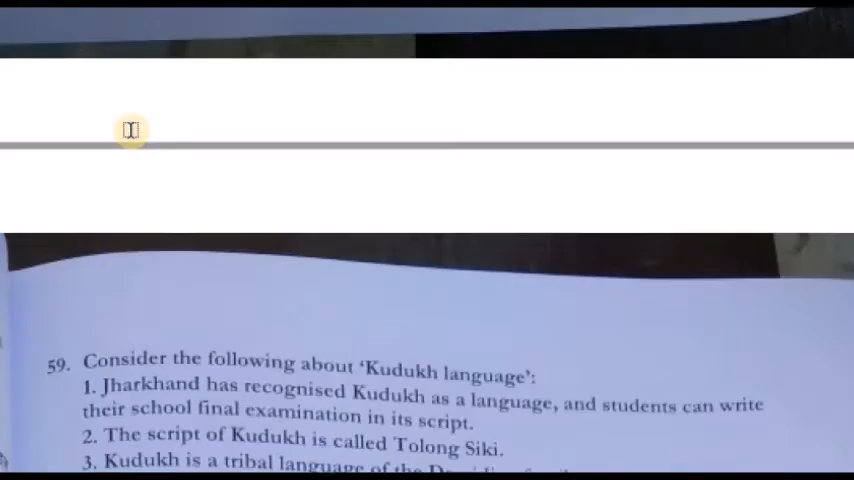 59. Consider the following about ‘Kudukh language’:
1. Jharkhand has recognised Kudukh as a language, and students can write
their school final examination in its script.
2. The script of Kudukh is called Tolong Siki.
3. Kudukh is a tribal language of the